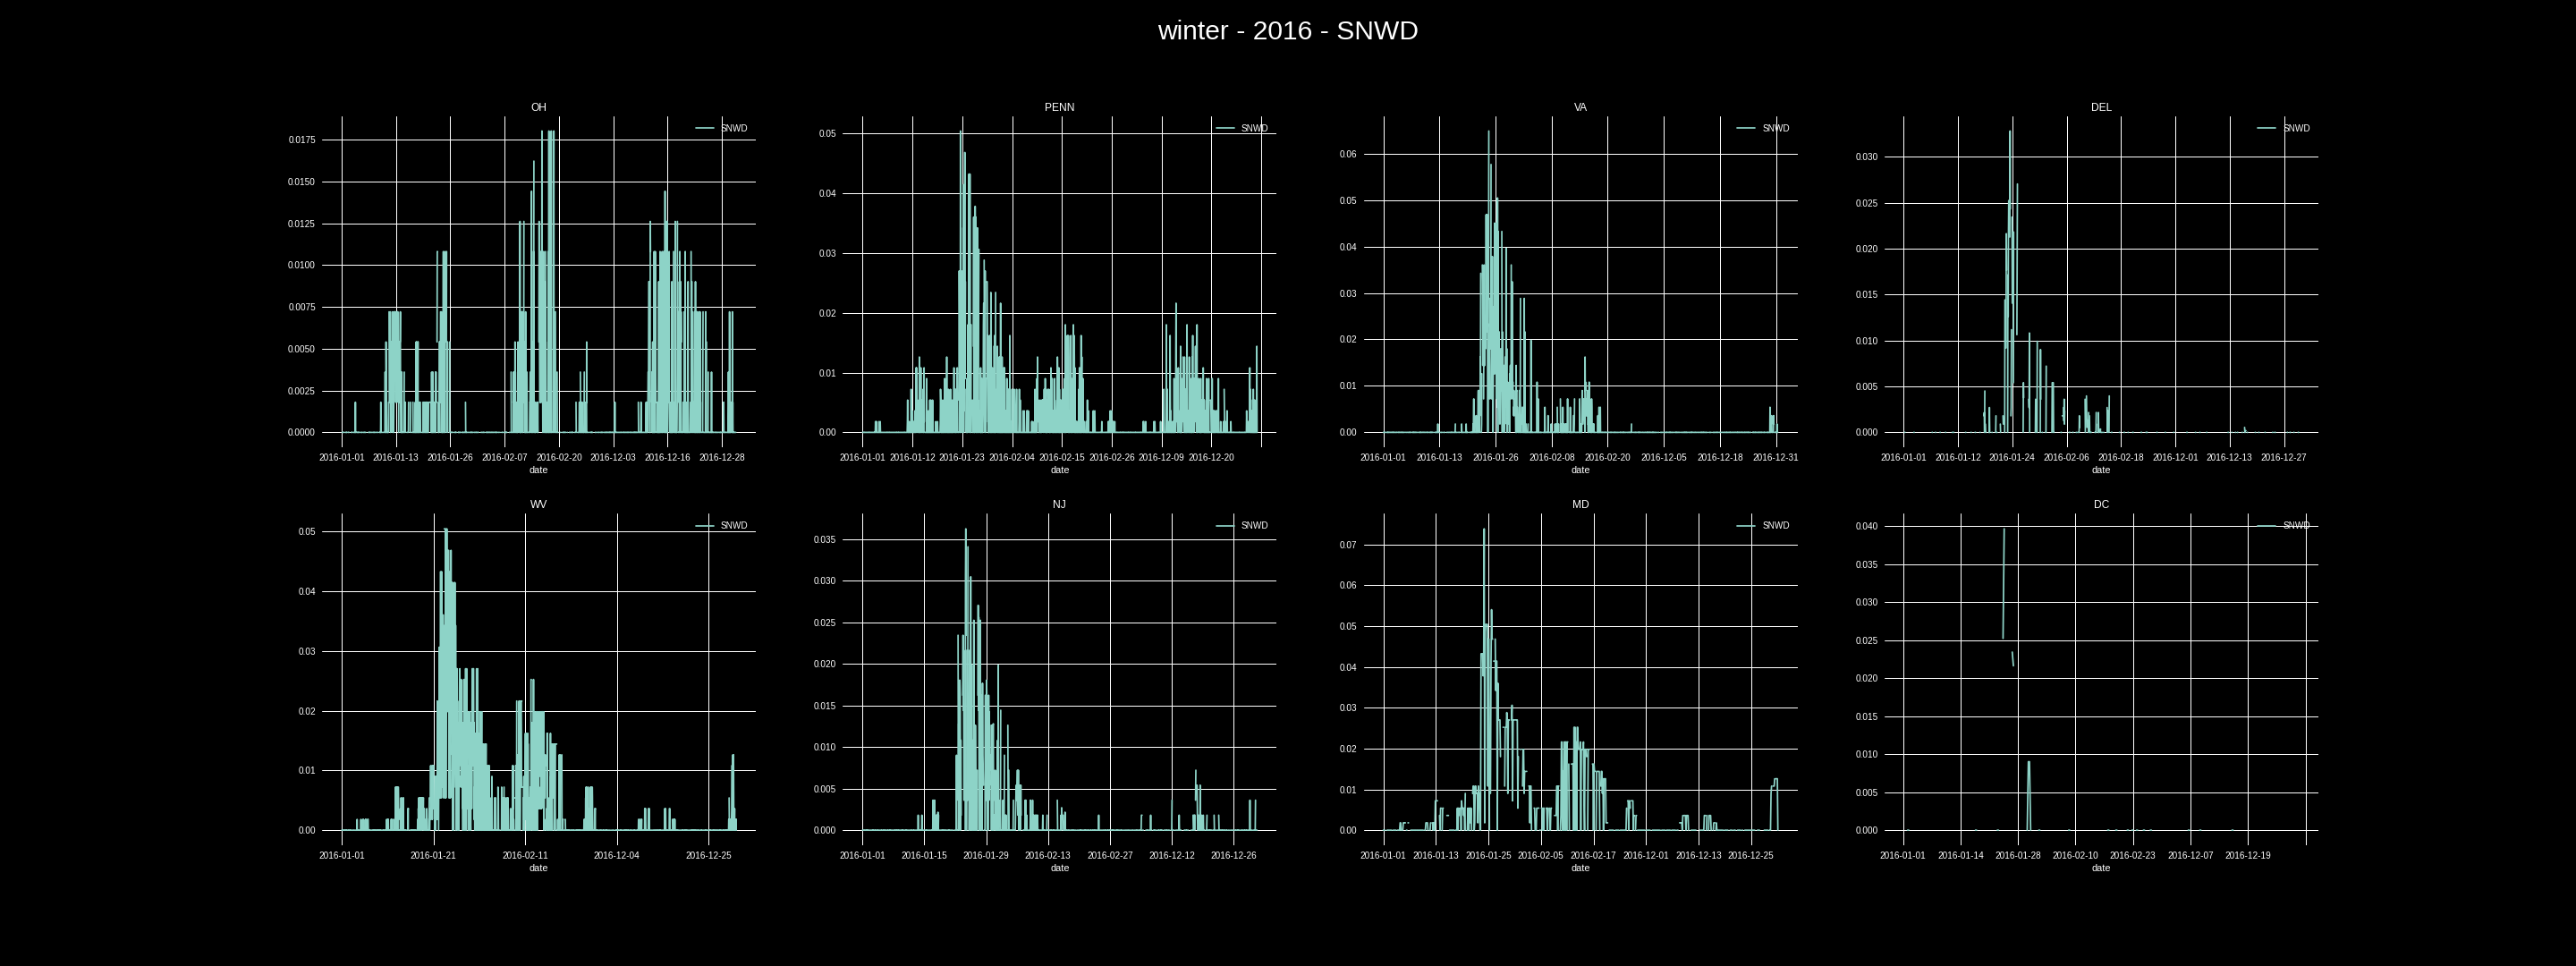 winter - 2016 - SNWD
OH
SNWD
0.0175
0.0150
0.0125
0.0100
0.0075
0.0050
0.0025
0.0000
2016-01-01 2016-01-13 2016-01-26 2016-02-07 2016-02-20 2016-12-03 2016-12-16 2016-12-28
date
PENN
SNWD
0.05
0.04
0.03
0.02
0.01
0.00
2016-01-01 2016-01-12 2016-01-23 2016-02-04 2016-02-15 2016-02-26 2016-12-09 2016-12-20
date
VA
SNWD
0.06
0.05
0.04
0.03
0.02
0.01
0.00
2016-01-01 2016-01-13 2016-01-26 2016-02-08 2016-02-20 2016-12-05 2016-12-18 2016-12-31
date
DEL
SNWD
0.030
0.025
0.020
0.015
0.010
0.005
0.000
2016-01-01 2016-01-12 2016-01-24 2016-02-06 2016-02-18 2016-12-01 2016-12-13 2016-12-27
date
WV
SNWD
0.05
0.04
0.03
0.02
0.01
0.00
2016-01-01 2016-01-21 2016-02-11 2016-12-04 2016-12-25
date
NJ
SNWD
0.035
0.030
0.025
0.020
0.015
0.010
0.005
0.000
2016-01-01 2016-01-15 2016-01-29 2016-02-13 2016-02-27 2016-12-12 2016-12-26
date
MD
SNWD
0.07
0.06
0.05
0.04
0.03
0.02
0.01
0.00
2016-01-01 2016-01-13 2016-01-25 2016-02-05 2016-02-17 2016-12-01 2016-12-13 2016-12-25
date
DC
SNWD
0.040
0.035
0.030
0.025
0.020
0.015
0.010
0.005
0.000
2016-01-01 2016-01-14 2016-01-28 2016-02-10 2016-02-23 2016-12-07 2016-12-19
date